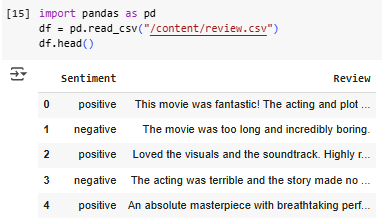 [15] import pandas as pd
df = pd.read_csv("/content/review.csv")
df.head()
Sentiment Review
0 positive This movie was fantastic! The acting and plot ...
1 negative The movie was too long and incredibly boring.
2 positive Loved the visuals and the soundtrack. Highly r...
3 negative The acting was terrible and the story made no ...
4 positive An absolute masterpiece with breathtaking perf...